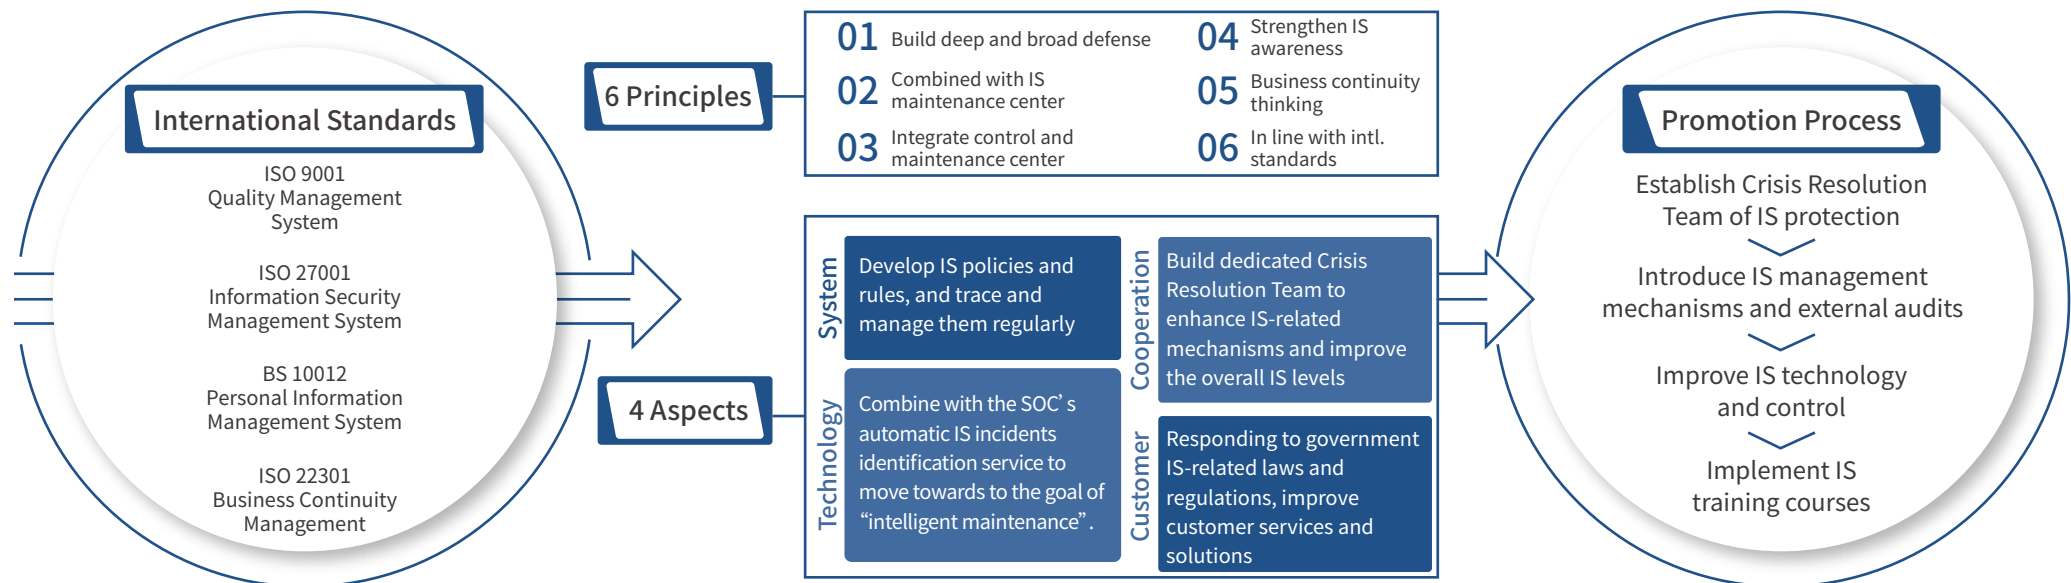 International Standards
ISO 9001
Quality Management
System
ISO 27001
Information Security
Management System
BS 10012
Personal Information
Management System
ISO 22301
Business Continuity
Management
6 Principles
01 Build deep and broad defense
02 Combined with IS
maintenance center
03 Integrate control and
maintenance center
04 Strengthen IS
awareness
05 Business continuity
thinking
06 In line with intl.
standards
4 Aspects
System
Develop IS policies and
rules, and trace and
manage them regularly
Technology
Combine with the SOC’s
automatic IS incidents
identification service to
move towards to the goal of
“intelligent maintenance”.
Cooperation
Build dedicated Crisis
Resolution Team to
enhance IS-related
mechanisms and improve
the overall IS levels
Customer
Responding to government
IS-related laws and
regulations, improve
customer services and
solutions
Promotion Process
Establish Crisis Resolution
Team of IS protection
Introduce IS management
mechanisms and external audits
Improve IS technology
and control
Implement IS
training courses